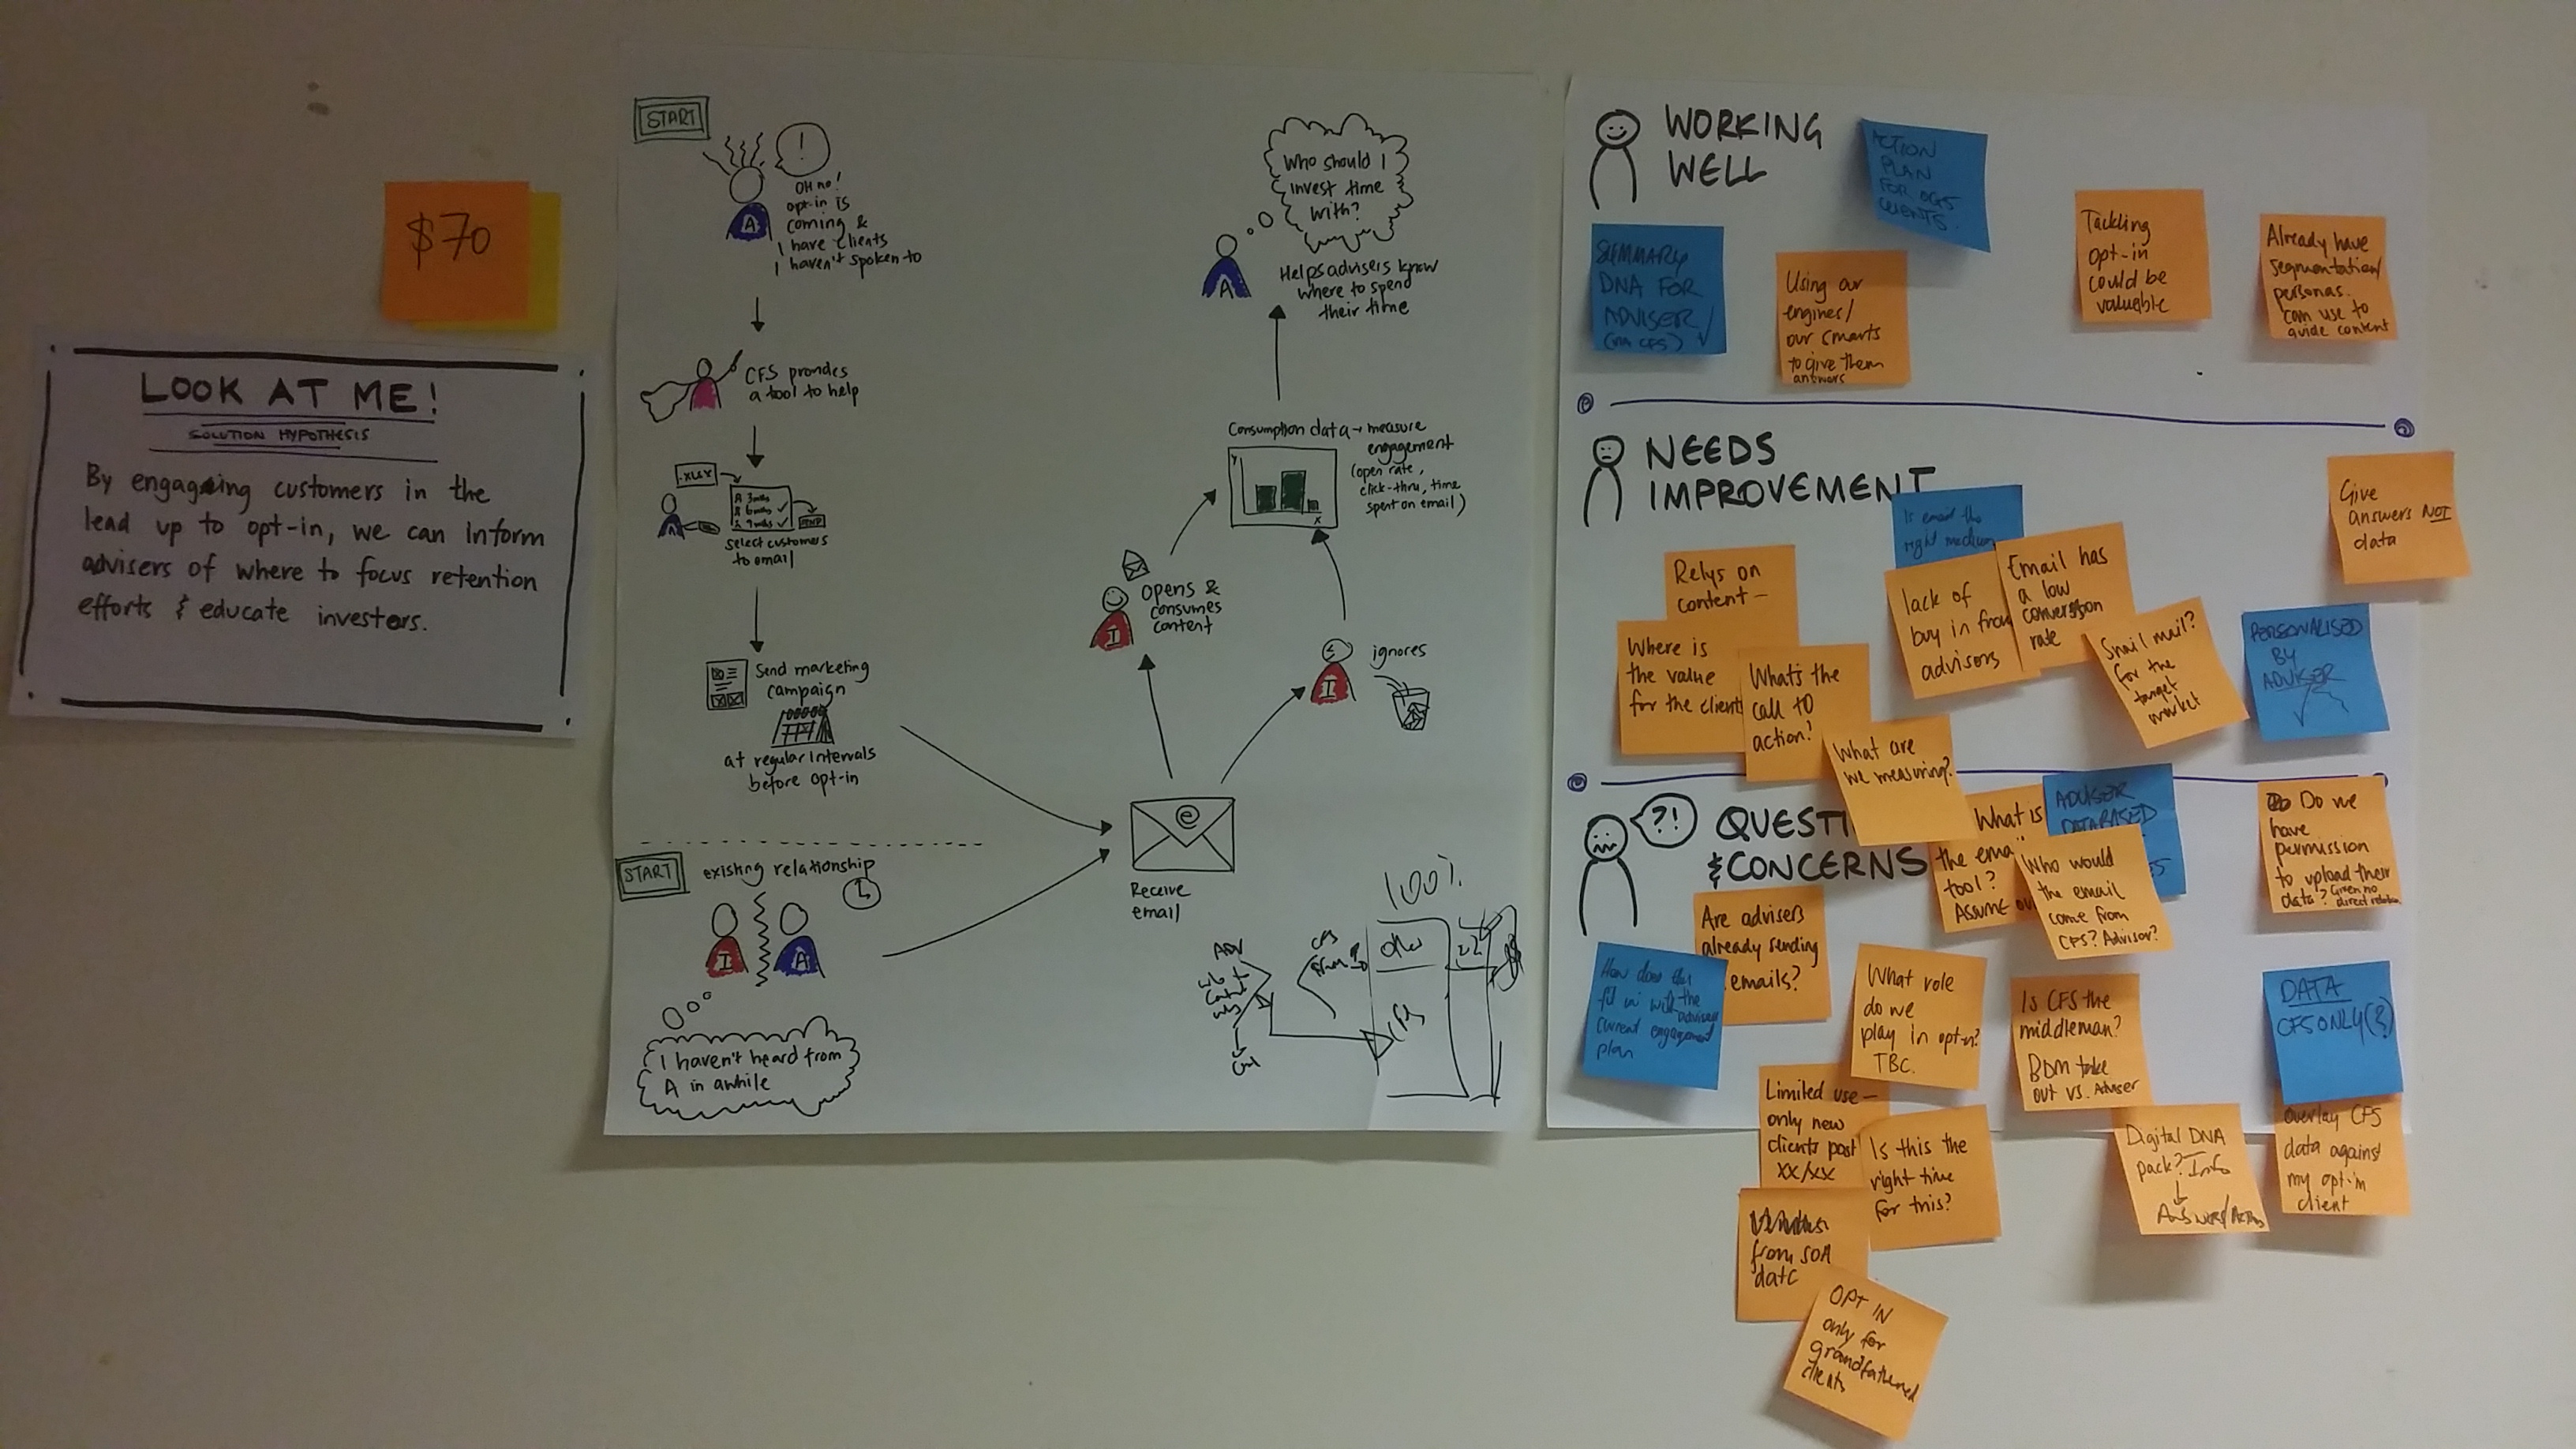 $70
LOOK AT ME!
SOLUTION HYPOTHESIS
By engaging customers in the
lead up to opt-in, we can inform
advisers of where to focus retention
efforts & educate investors.
START
!
OH no!
opt-in is
coming &
I have clients
I haven't spoken to
A
CFS provides
a tool to help
.XLSX
A 3mths
6mths ✓
9mths ✓
A
select customers
to email
Send marketing
campaign
at regular intervals
before opt-in
START
existing relationship
I
A
I haven't heard from
A in awhile
Receive
email
e
I
Opens &
consumes
content
I
ignores
Consumption data → measure
engagement
(open rate,
click-thru, time
spent on email)
Y
X
Who should I
invest time
with?
A
Helps advisers know
where to spend
their time
100%
ADV
CFS
WORKING
WELL
ACTION
PLAN
FOR
CLIENTS.
SUMMARY
DNA FOR
ADVISER
(via CFS) ✓
Using our
engines/
our smarts
to give them
answers
Tackling
opt-in
could be
valuable
Already have
segmentation/
personas.
Can use to
guide content
NEEDS
IMPROVEMENT
Give
answers NOT
data
Is email the
right medium
Relys on
content –
Where is
the value
for the client
What's the
call to
action?
What are
we measuring?
lack of
buy in from
advisors
Email has
a low
conversion
rate
Snail mail?
for the
target
market
PERSONALISED
BY
ADVISER
✓
?!
QUESTI
& CONCERNS
What is
the emai
tool?
Assume ou
ADVISER
DATABASED
Who would
the email
come from
CFS? Advisor?
Do we
have
permission
to upload their
data? Given no
direct relation
Are advisers
already sending
emails?
How does this
fit in with the adviser
current engagement
plan
What role
do we
play in opt-in?
TBC.
Is CFS the
middleman?
BDM take
out vs. Adviser
DATA
CFS ONLY(?)
Overlay CFS
data against
my opt-in
client
Limited use –
only new
clients post
xx/xx
Is this the
right time
for this?
Digital DNA
pack? Info
↓
Answers/
from SOA
date
OPT IN
only for
grandfathered
clients